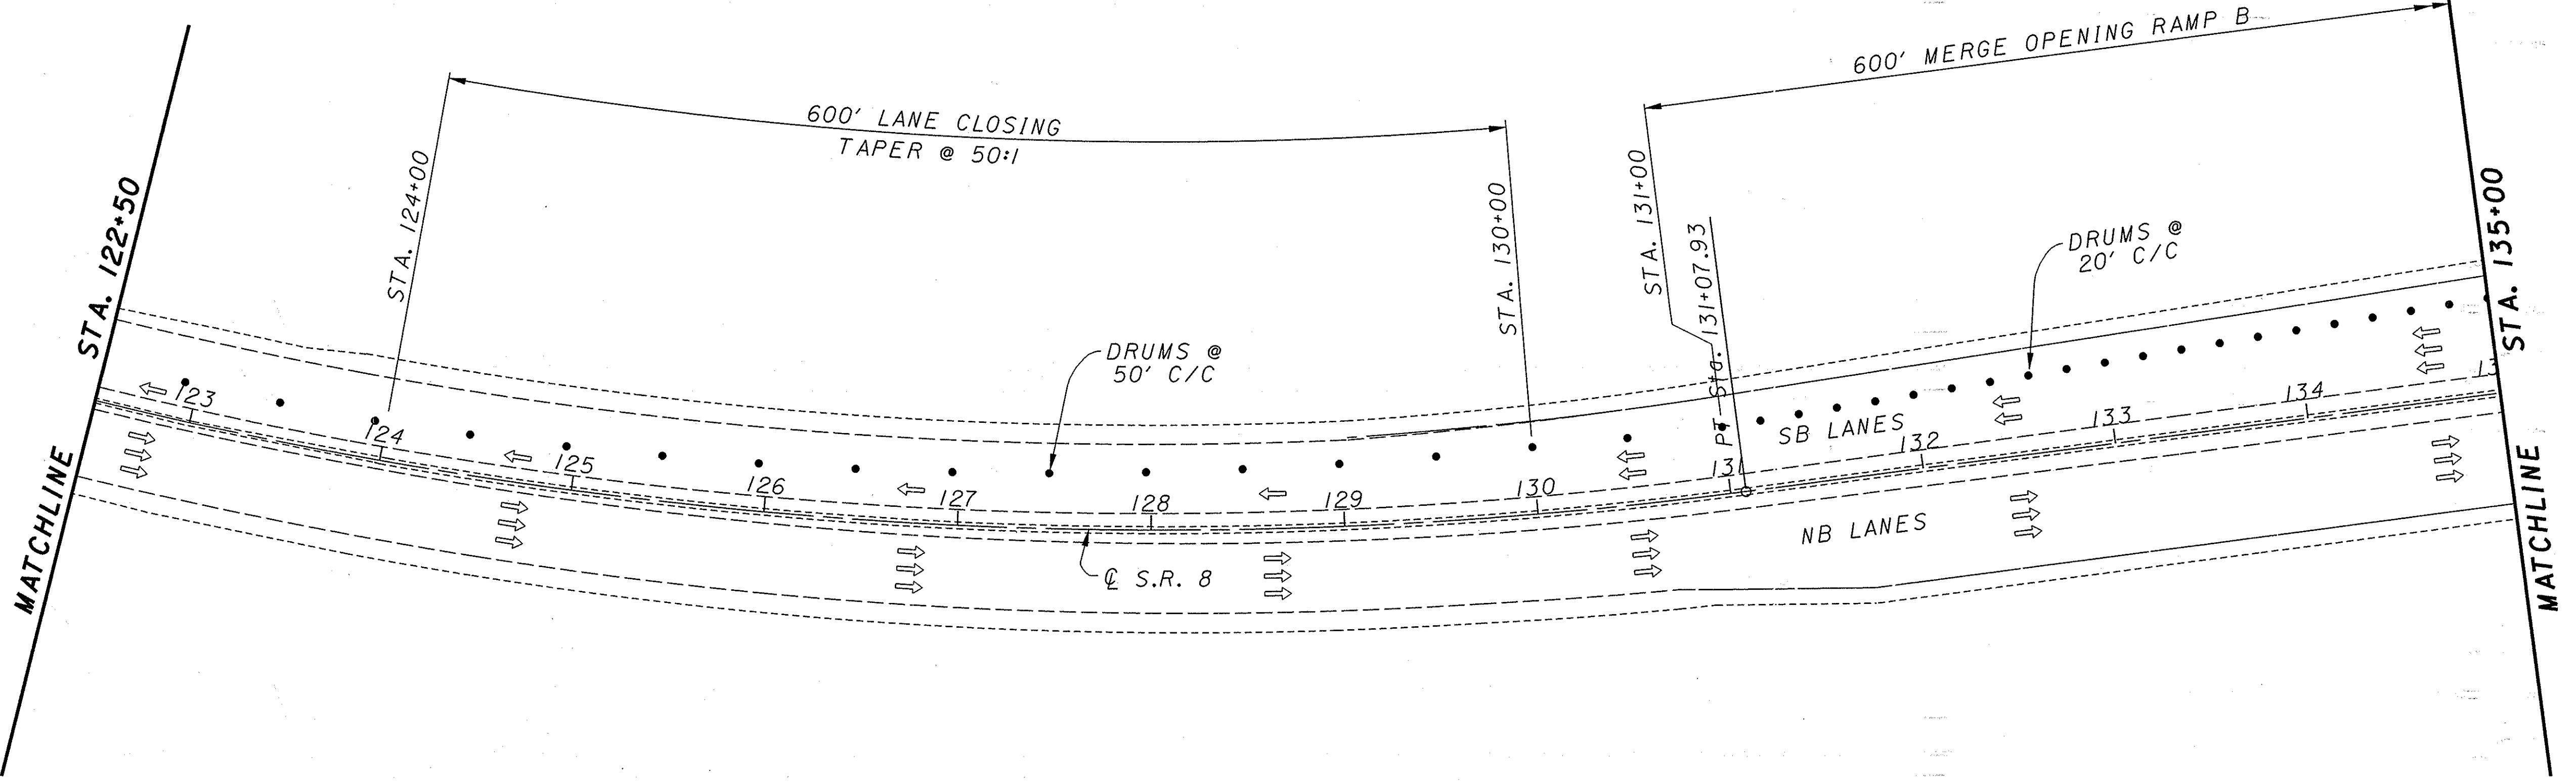 600' MERGE OPENING RAMP B
600' LANE CLOSING
TAPER @ 50:1
STA. 122+50
MATCHLINE
STA. 124+00
STA. 130+00
STA. 131+00
PT Sta. 131+07.93
DRUMS @
20' C/C
STA. 135+00
MATCHLINE
DRUMS @
50' C/C
123
124
125
126
127
128
129
130
131
132
133
134
13
SB LANES
NB LANES
℄ S.R. 8